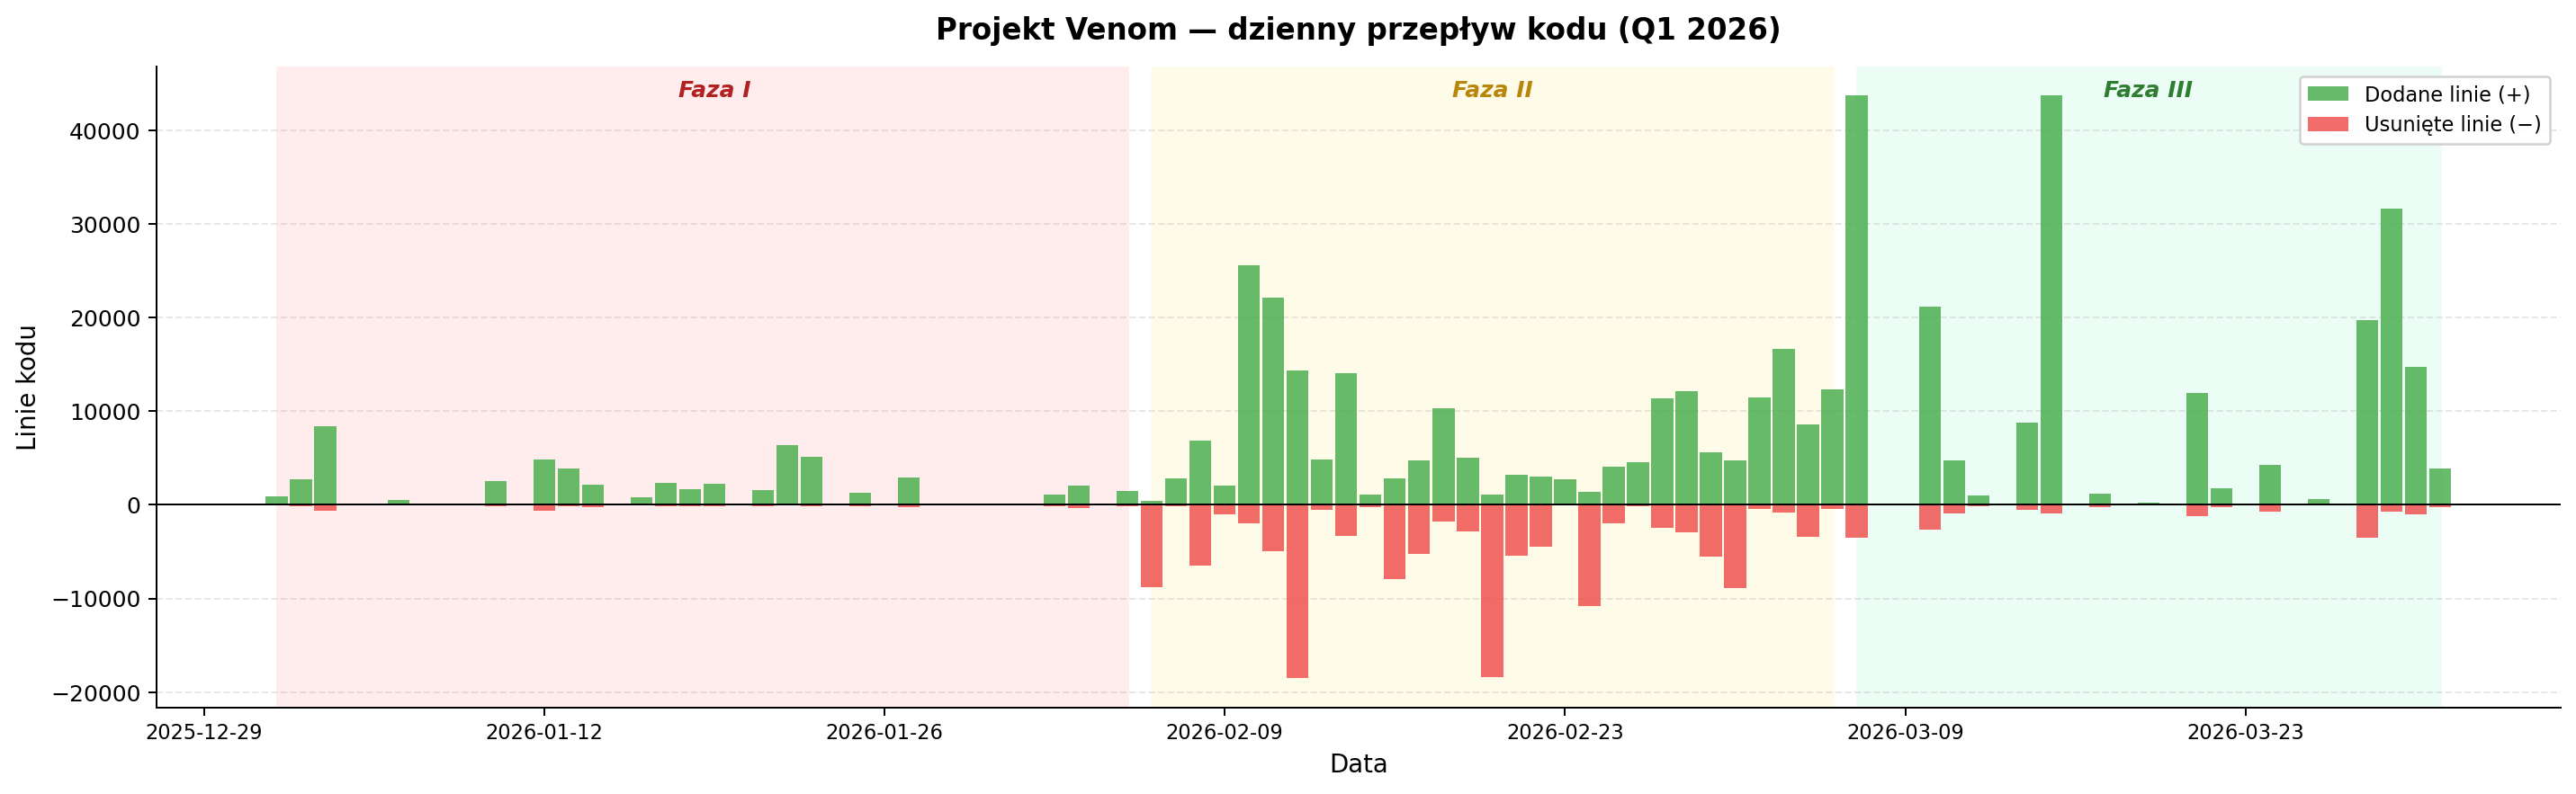 Projekt Venom — dzienny przepływ kodu (Q1 2026)
Faza I
Faza II
Faza III
Dodane linie (+)
Usunięte linie (−)
Linie kodu
40000
30000
20000
10000
0
−10000
−20000
2025-12-29
2026-01-12
2026-01-26
2026-02-09
2026-02-23
2026-03-09
2026-03-23
Data